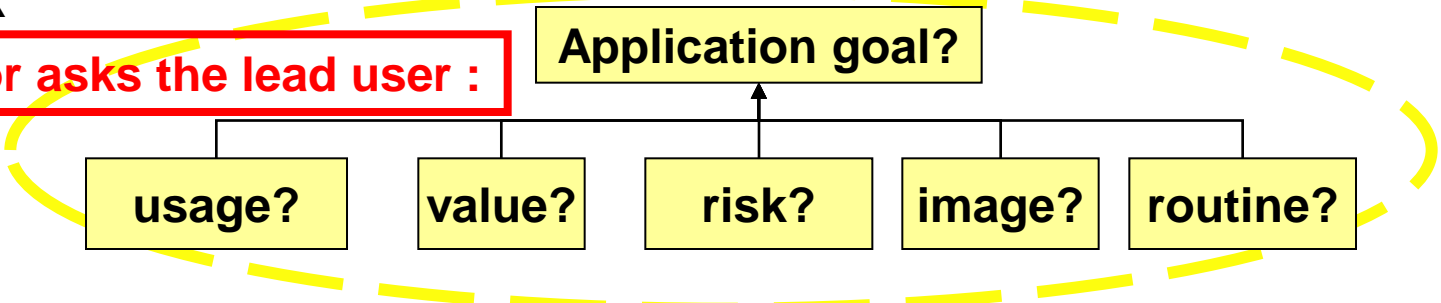 Application goal?
r asks the lead user :
usage?
value?
risk?
image?
routine?